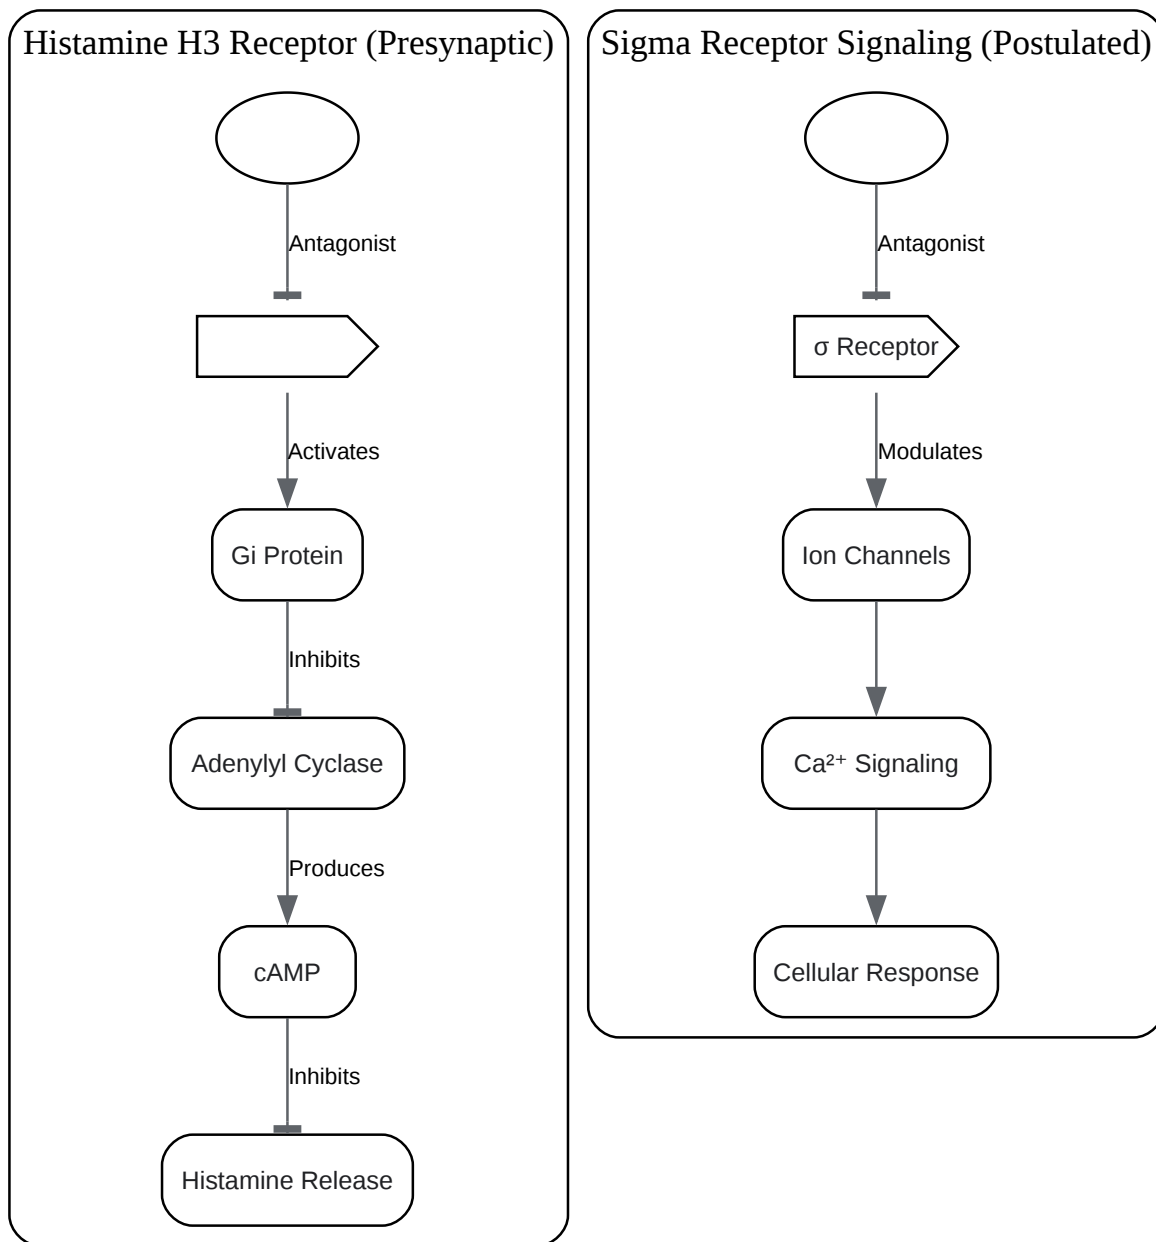 Histamine H3 Receptor (Presynaptic)
Antagonist
Activates
Gi Protein
Inhibits
Adenylyl Cyclase
Produces
cAMP
Inhibits
Histamine Release
Sigma Receptor Signaling (Postulated)
Antagonist
σ Receptor
Modulates
Ion Channels
Ca²⁺ Signaling
Cellular Response